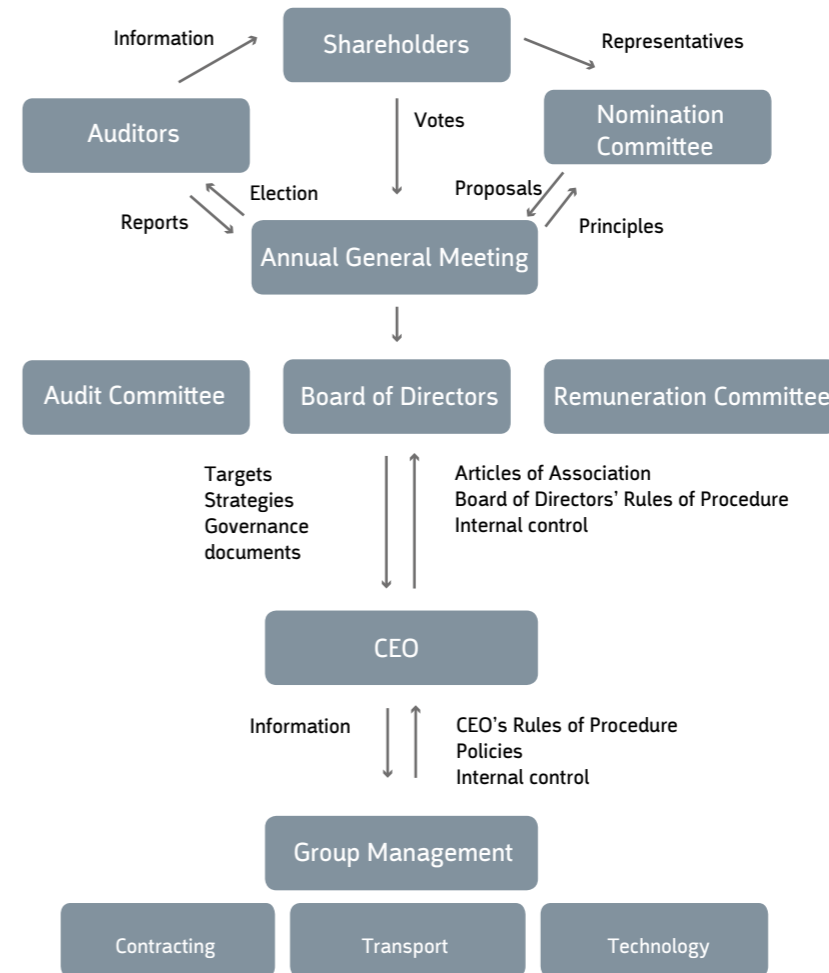 Information
Shareholders
Representatives
Auditors
Votes
Nomination
Committee
Election
Proposals
Reports
Principles
Annual General Meeting
Audit Committee
Board of Directors
Remuneration Committee
Targets
Strategies
Governance
documents
Articles of Association
Board of Directors’ Rules of Procedure
Internal control
CEO
Information
CEO’s Rules of Procedure
Policies
Internal control
Group Management
Contracting
Transport
Technology